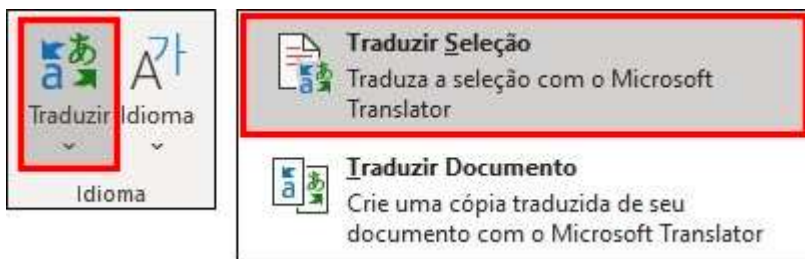 Traduzir Idioma
Idioma
Traduzir Seleção
Traduza a seleção com o Microsoft
Translator
Traduzir Documento
Crie uma cópia traduzida de seu
documento com o Microsoft Translator